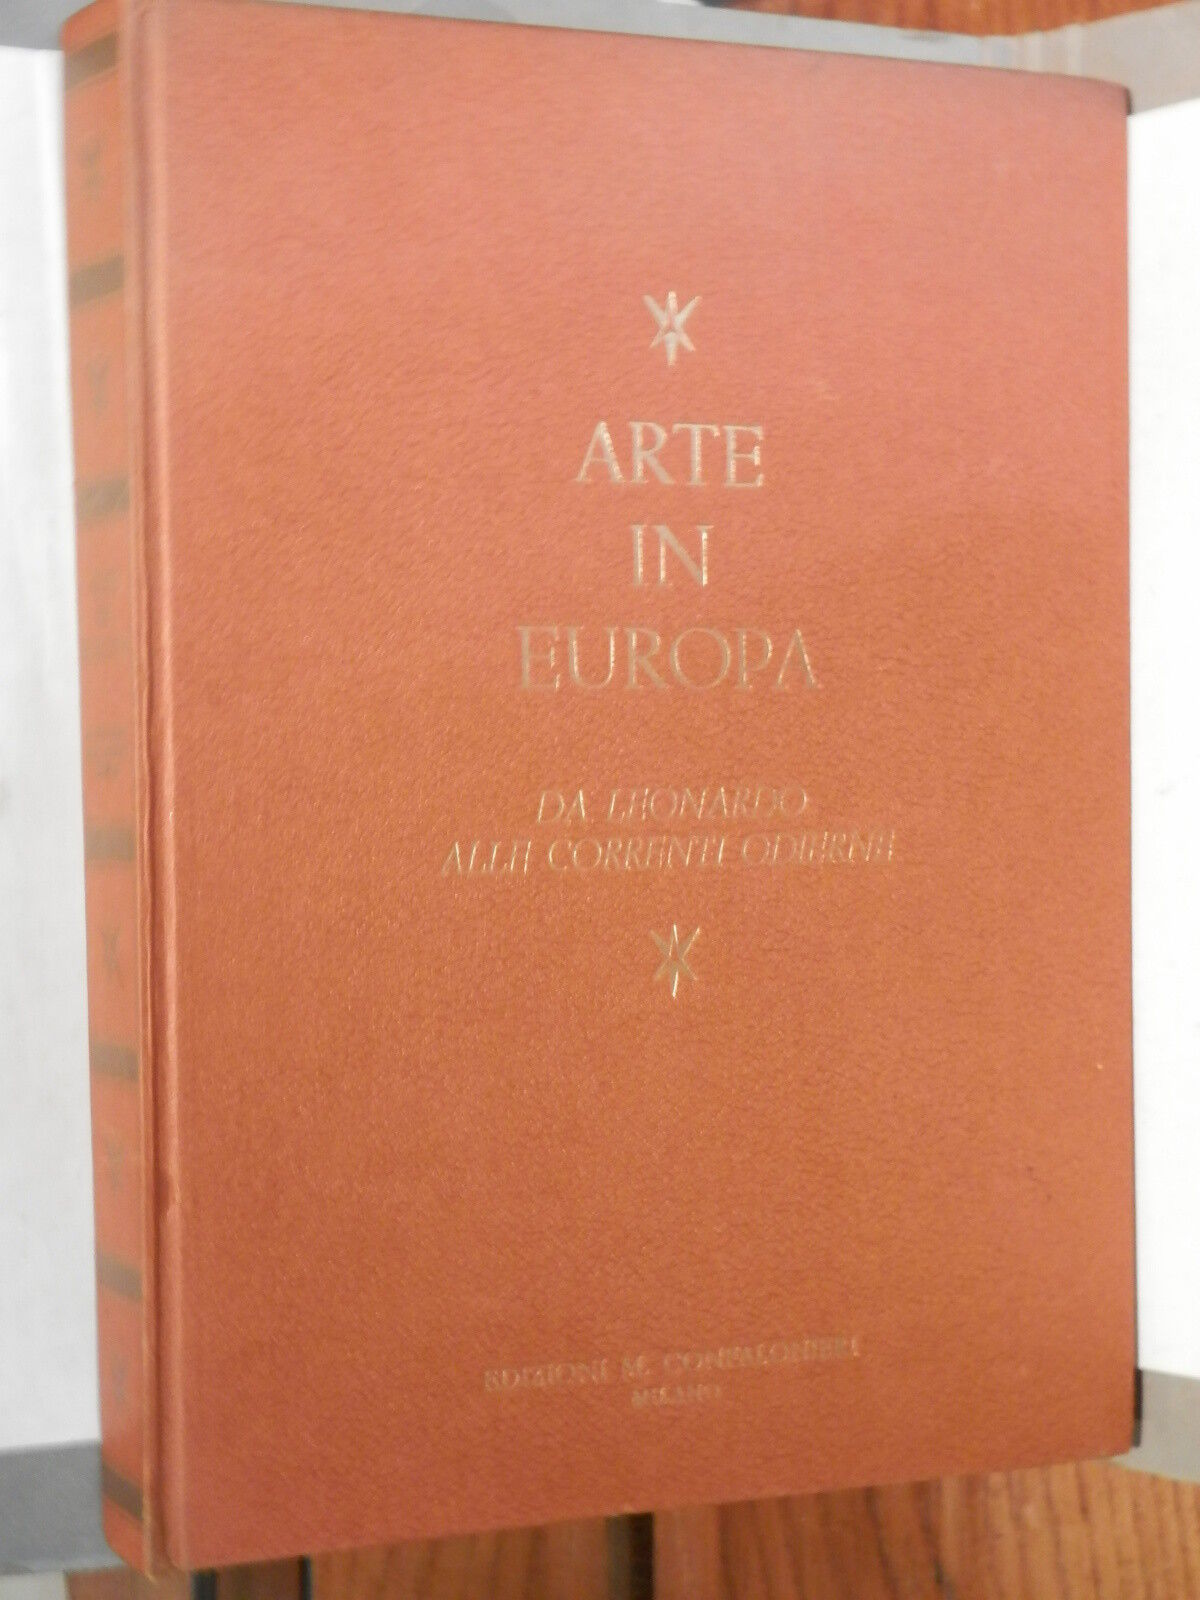 ARTE
IN
EUROPA
DA LEONARDO
ALLE CORRENTI ODIERNE
EDIZIONI M. CONFALONIERI
MILANO